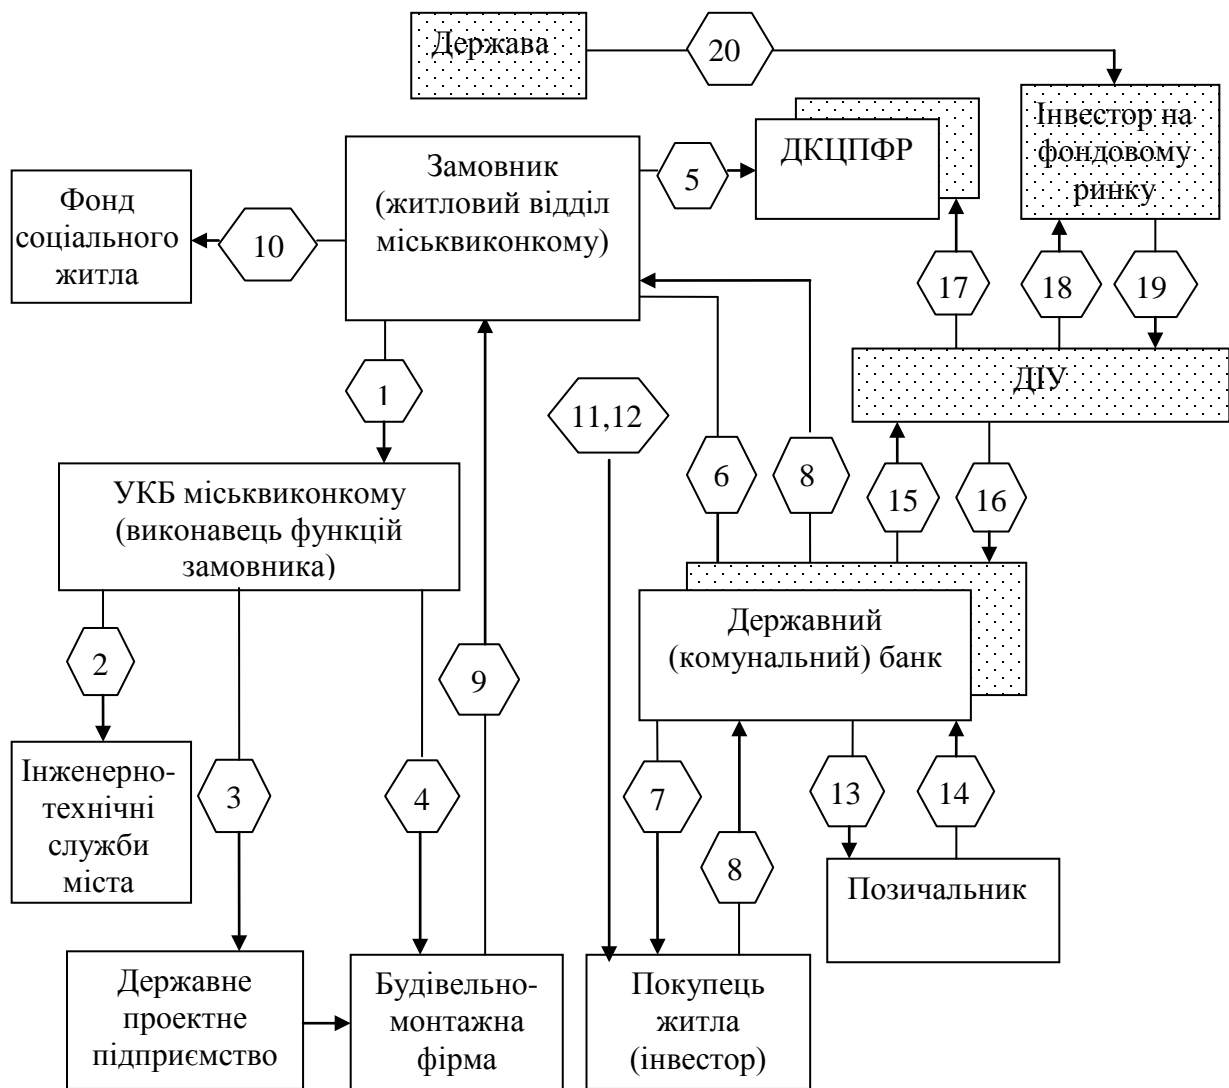 Держава
20
Замовник
(житловий відділ
міськвиконкому)
5
ДКЦПФР
Інвестор на
фондовому
ринку
Фонд
соціального
житла
10
8
17
18
19
1
11,12
ДІУ
УКБ міськвиконкому
(виконавець функцій
замовника)
6
8
15
16
2
9
Державний
(комунальний) банк
Інженерно-
технічні
служби
міста
3
4
7
8
13
14
Позичальник
Державне
проектне
підприємство
Будівельно-
монтажна
фірма
Покупець
житла
(інвестор)